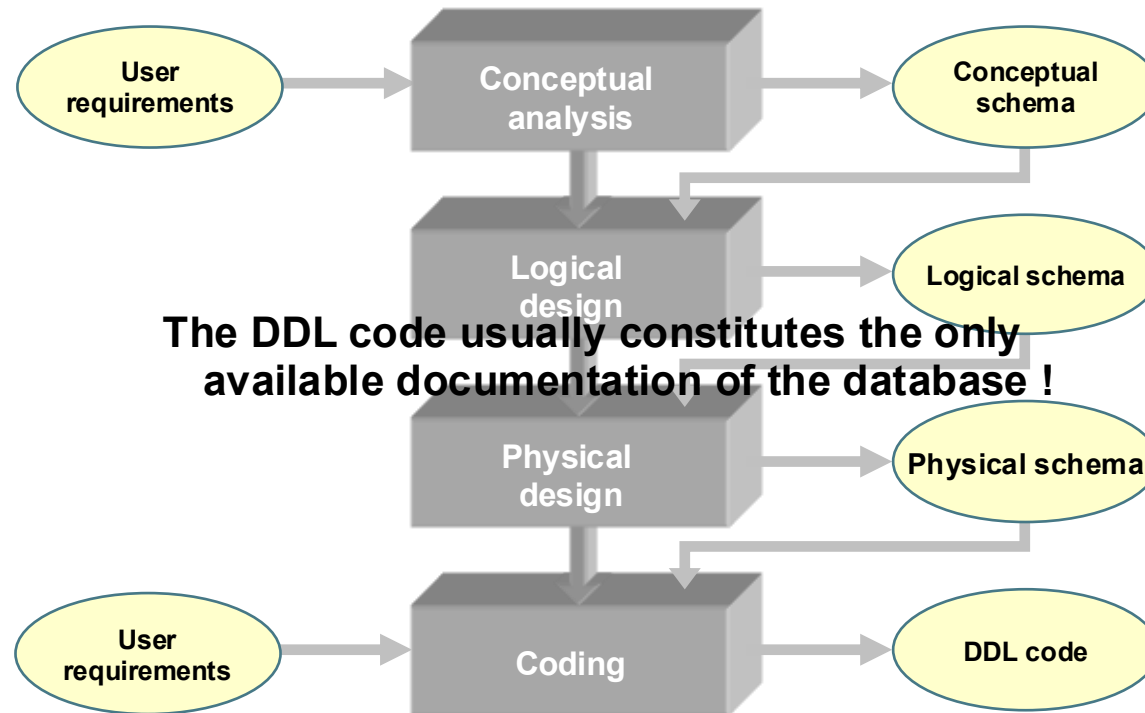 User
requirements
Conceptual
analysis
Conceptual
schema
Logical
design
Logical schema
The DDL code usually constitutes the only
available documentation of the database !
Physical
design
Physical schema
User
requirements
Coding
DDL code